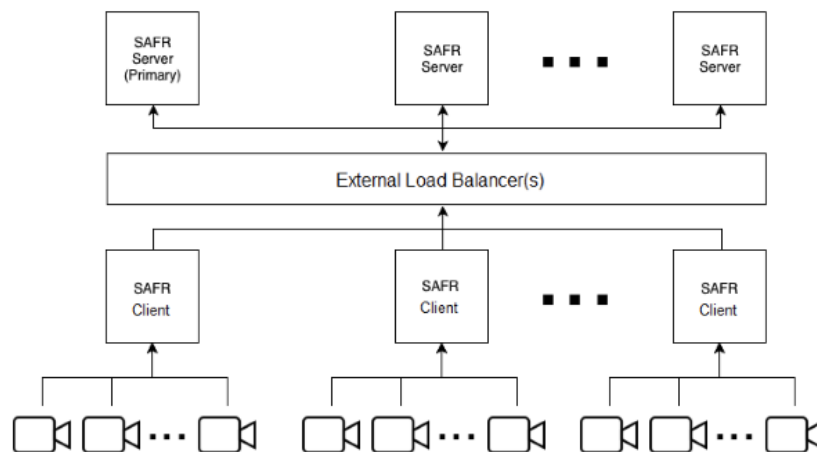 SAFR
Server
(Primary)
SAFR
Server
SAFR
Server
External Load Balancer(s)
SAFR
Client
SAFR
Client
SAFR
Client